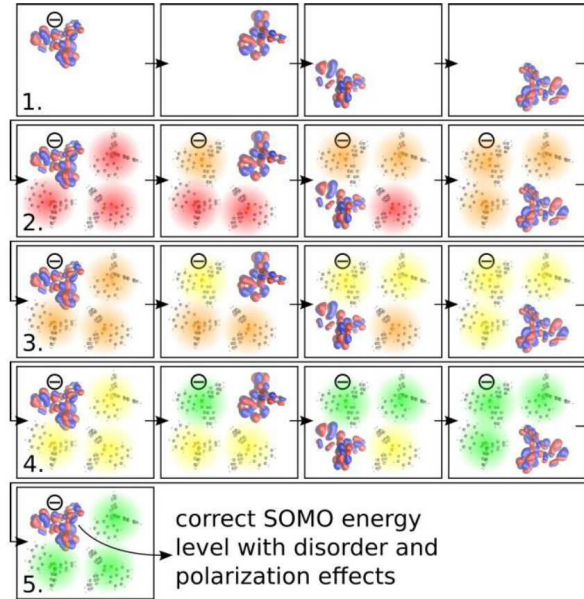 1.
2.
3.
4.
5.
correct SOMO energy
level with disorder and
polarization effects